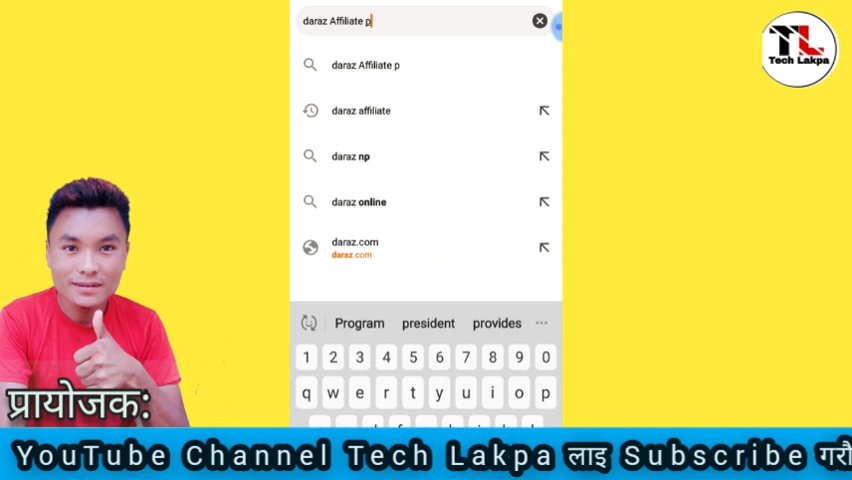 daraz Affiliate p
TL
Tech Lakpa
daraz Affiliate p
daraz affiliate
daraz np
daraz online
daraz.com
daraz.com
Program president provides
1 2 3 4 5 6 7 8 9 0
q w e r t y u i o p
प्रायोजक:
YouTube Channel Tech Lakpa लाइ Subscribe गरौ